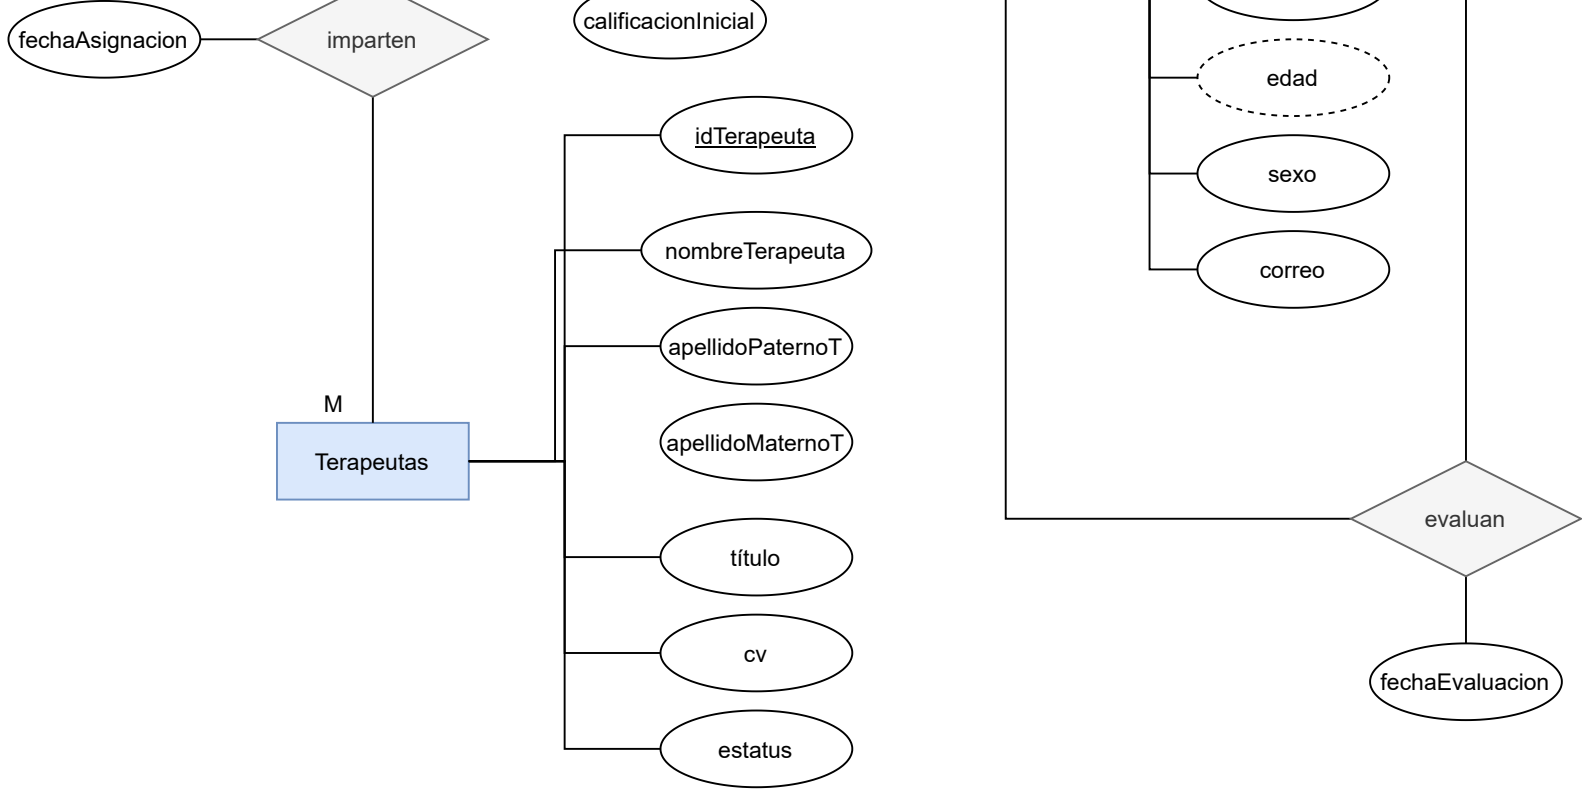 fechaAsignacion
imparten
calificacionInicial
edad
idTerapeuta
sexo
nombreTerapeuta
correo
apellidoPaternoT
M
apellidoMaternoT
Terapeutas
evaluan
título
cv
fechaEvaluacion
estatus